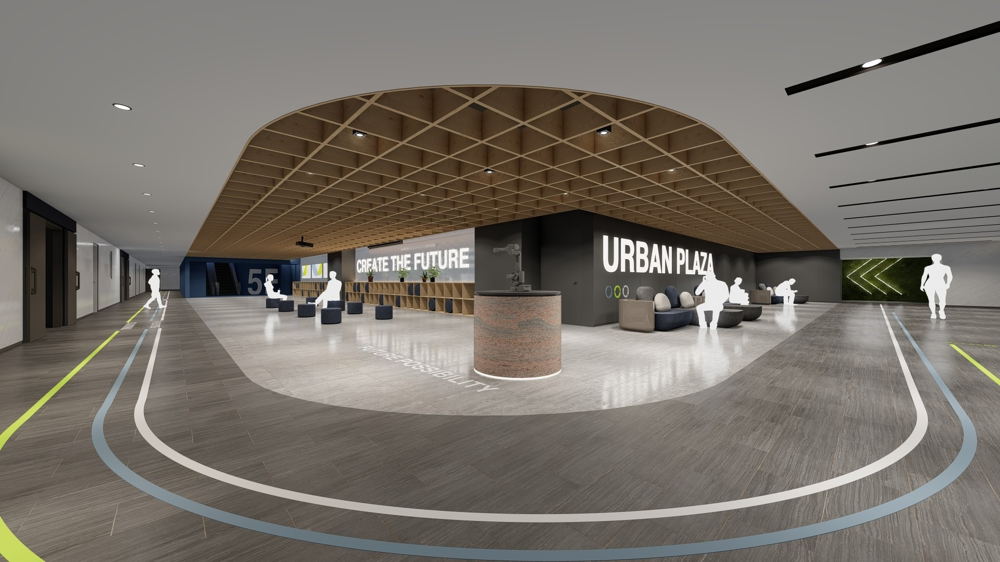 5F
CREATE THE FUTURE
URBAN PLAZA
FUTURE POSSIBILITY